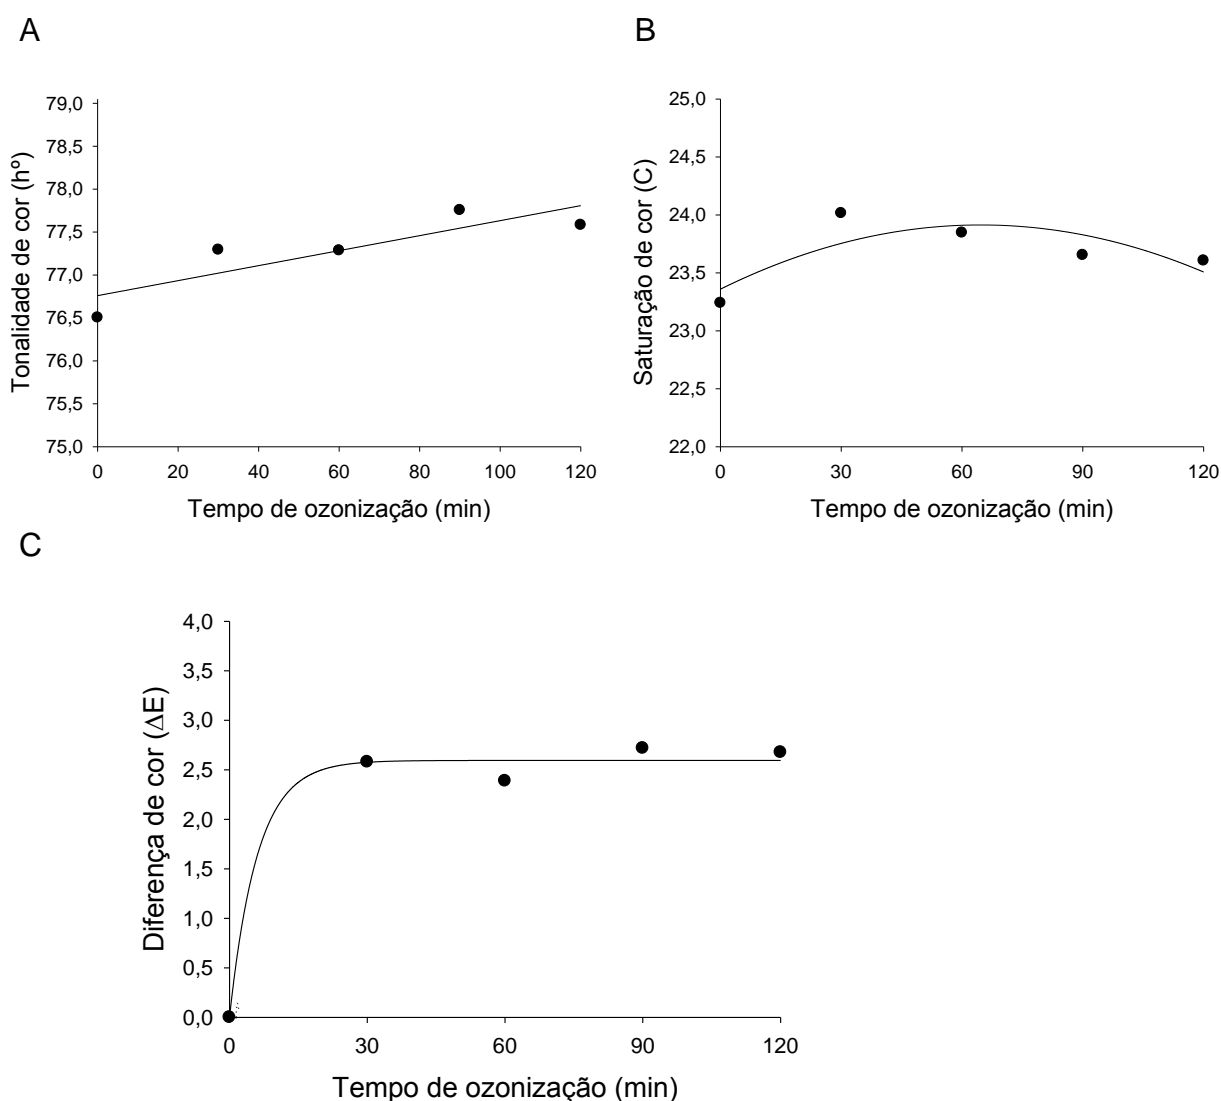 A
79,0
78,5
78,0
77,5
77,0
76,5
76,0
75,5
75,0
Tonalidade de cor (hº)
0 20 40 60 80 100 120
Tempo de ozonização (min)
B
25,0
24,5
24,0
23,5
23,0
22,5
22,0
Saturação de cor (C)
0 30 60 90 120
Tempo de ozonização (min)
C
4,0
3,5
3,0
2,5
2,0
1,5
1,0
0,5
0,0
Diferença de cor (ΔE)
0 30 60 90 120
Tempo de ozonização (min)